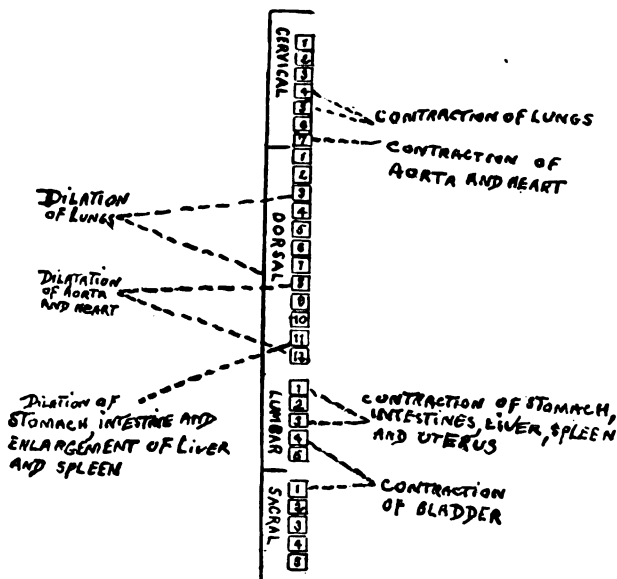 CERVICAL
1
2
3
4
5
6
7
CONTRACTION OF LUNGS
CONTRACTION OF
AORTA AND HEART
DORSAL
1
2
3
4
5
6
7
8
9
10
11
12
DILATION
OF LUNGS
DILATATION
OF AORTA
AND HEART
DILATION OF
STOMACH, INTESTINE AND
ENLARGEMENT OF LIVER
AND SPLEEN
LUMBAR
1
2
3
4
5
CONTRACTION OF STOMACH,
INTESTINES, LIVER, SPLEEN
AND UTERUS
SACRAL
1
2
3
4
5
CONTRACTION
OF BLADDER